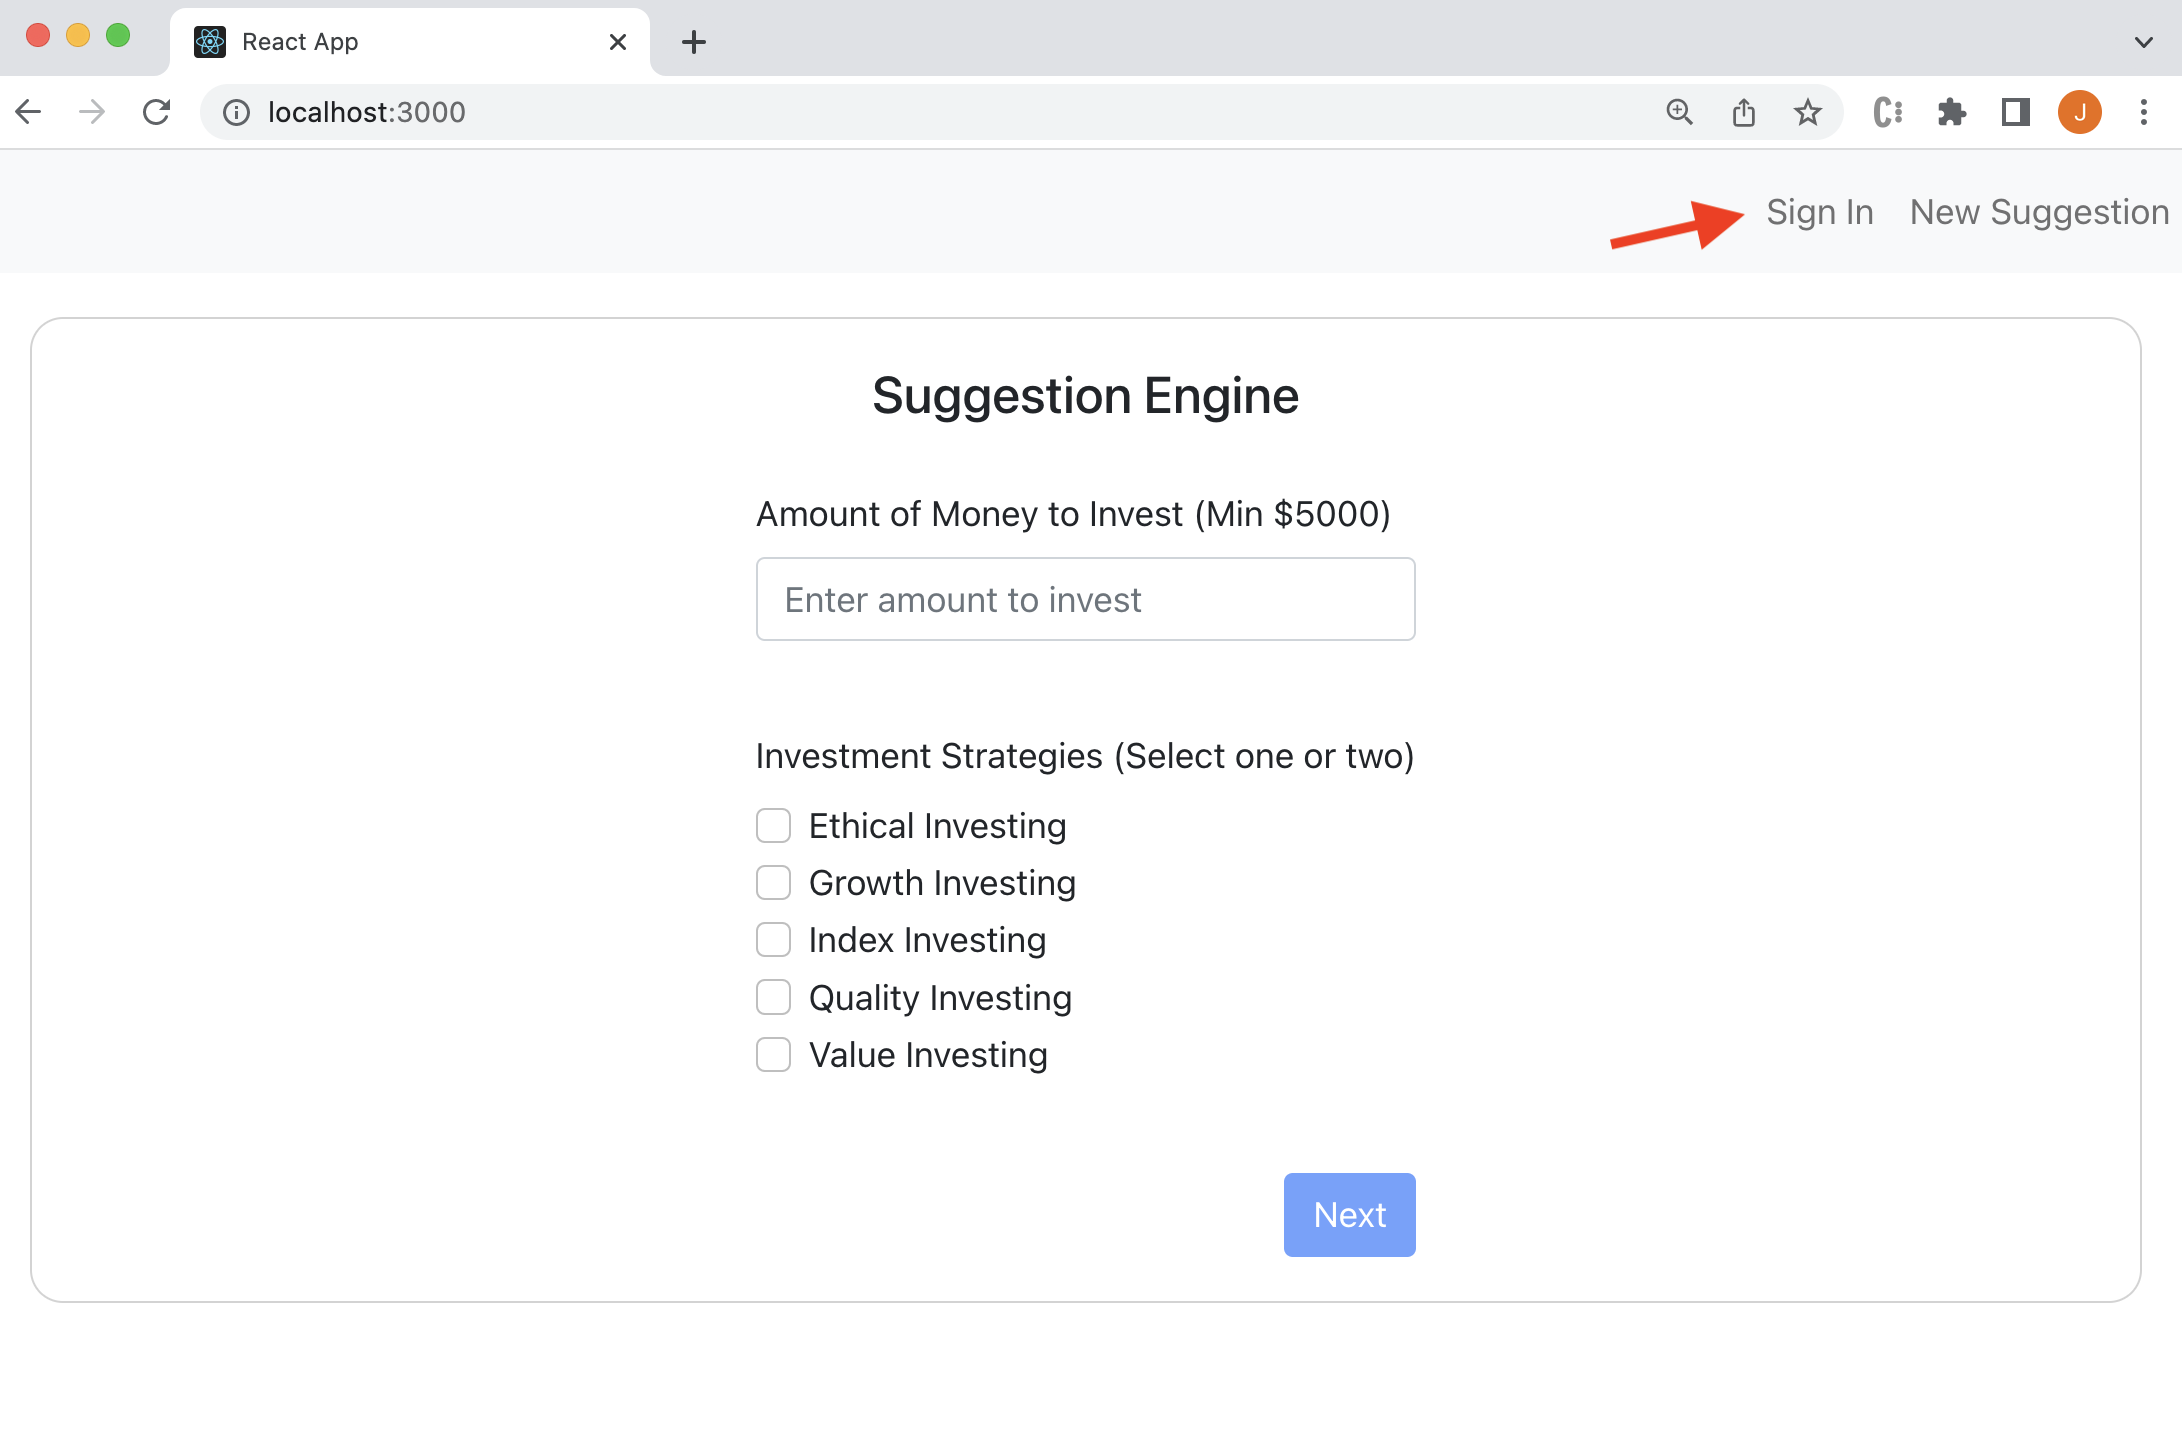 React App
localhost:3000
J
Sign In New Suggestion
Suggestion Engine
Amount of Money to Invest (Min $5000)
Enter amount to invest
Investment Strategies (Select one or two)
Ethical Investing
Growth Investing
Index Investing
Quality Investing
Value Investing
Next